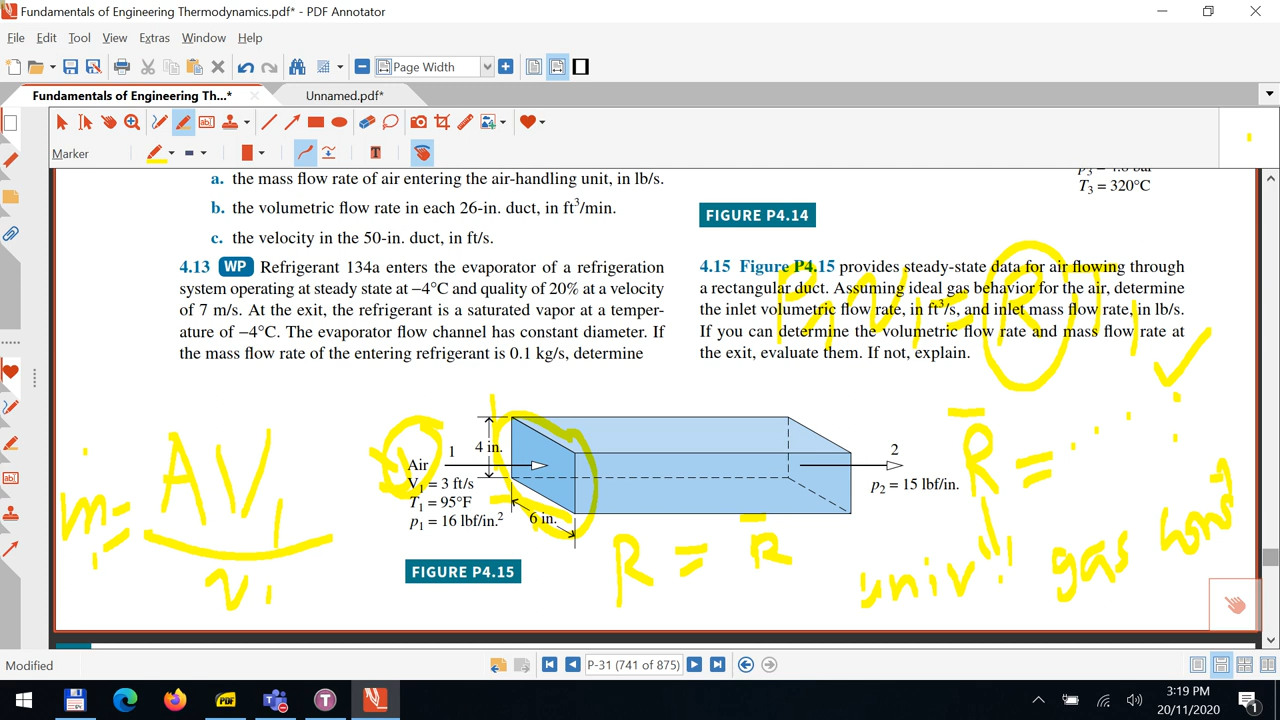 Fundamentals of Engineering Thermodynamics.pdf* - PDF Annotator
File Edit Tool View Extras Window Help
Page Width
Fundamentals of Engineering Th...*
Unnamed.pdf*
Marker
a. the mass flow rate of air entering the air-handling unit, in lb/s.
b. the volumetric flow rate in each 26-in. duct, in ft³/min.
c. the velocity in the 50-in. duct, in ft/s.
4.13 WP Refrigerant 134a enters the evaporator of a refrigeration
system operating at steady state at −4°C and quality of 20% at a velocity
of 7 m/s. At the exit, the refrigerant is a saturated vapor at a temper-
ature of −4°C. The evaporator flow channel has constant diameter. If
the mass flow rate of the entering refrigerant is 0.1 kg/s, determine
T₃ = 320°C
FIGURE P4.14
4.15 Figure P4.15 provides steady-state data for air flowing through
a rectangular duct. Assuming ideal gas behavior for the air, determine
the inlet volumetric flow rate, in ft³/s, and inlet mass flow rate, in lb/s.
If you can determine the volumetric flow rate and mass flow rate at
the exit, evaluate them. If not, explain.
P₁ v₁ = R T₁
4 in.
1
Air
V₁ = 3 ft/s
T₁ = 95°F
p₁ = 16 lbf/in.²
6 in.
2
p₂ = 15 lbf/in.
FIGURE P4.15
ṁ₁ = AV₁
v₁
R = R̄
R̄ = ....
univ. gas const
P-31 (741 of 875)
Modified
3:19 PM
20/11/2020